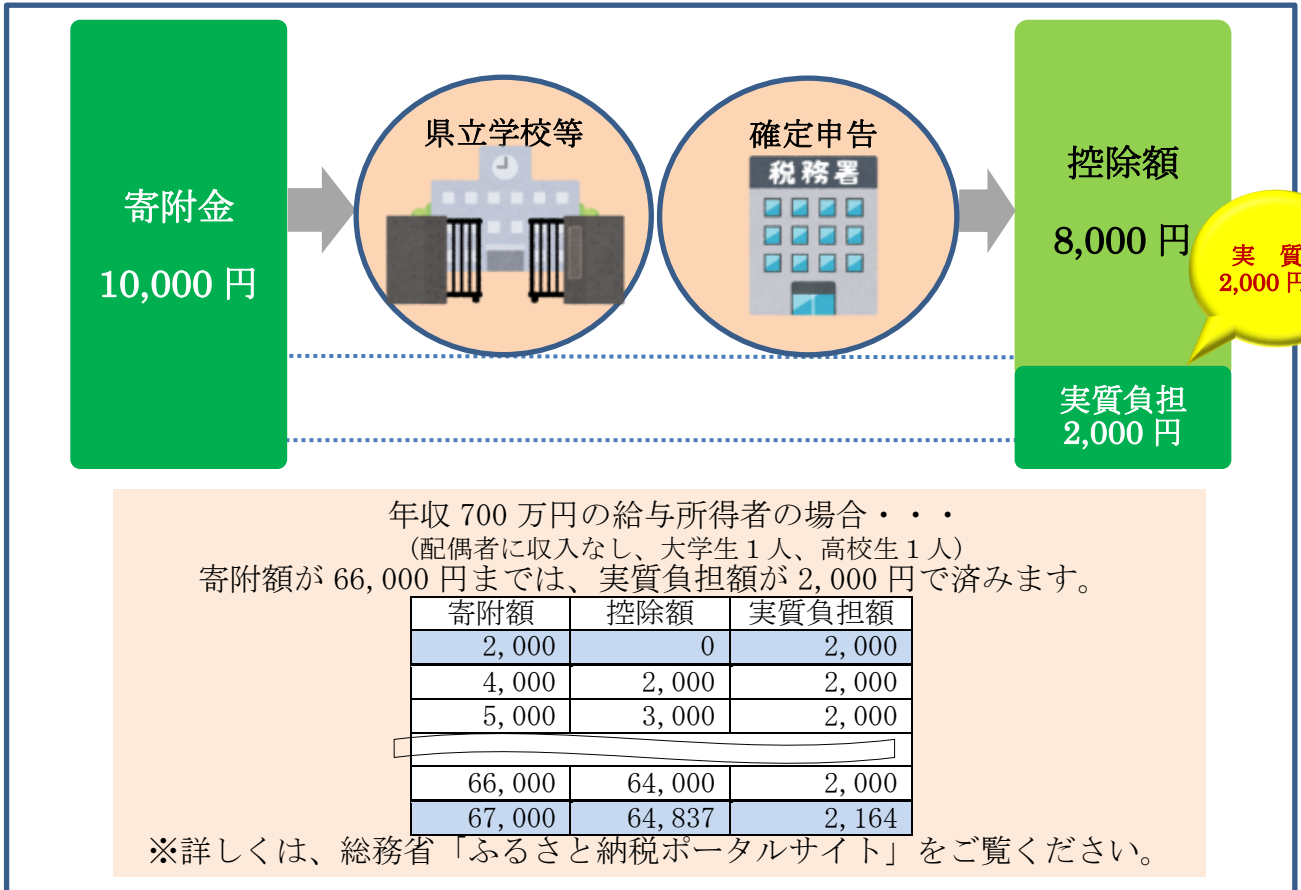 寄附金
10,000 円
県立学校等
確定申告
税務署
控除額
8,000 円
実　質
2,000 円
実質負担
2,000 円
年収 700 万円の給与所得者の場合・・・
（配偶者に収入なし、大学生１人、高校生１人）
寄附額が 66,000 円までは、実質負担額が 2,000 円で済みます。
寄附額 控除額 実質負担額
2,000 0 2,000
4,000 2,000 2,000
5,000 3,000 2,000
66,000 64,000 2,000
67,000 64,837 2,164
※詳しくは、総務省「ふるさと納税ポータルサイト」をご覧ください。